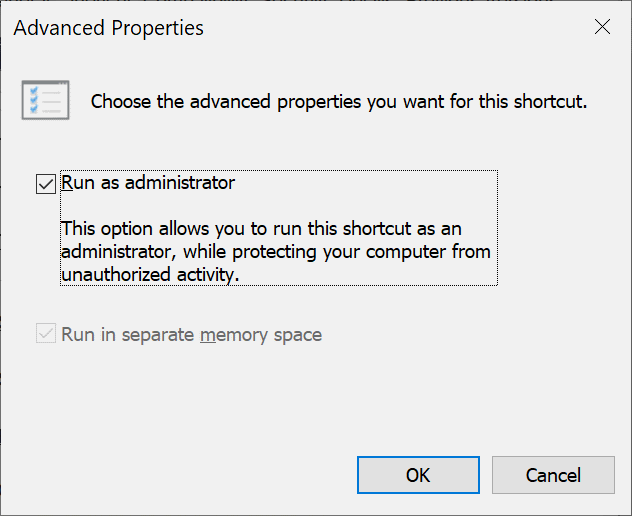 Advanced Properties
Choose the advanced properties you want for this shortcut.
Run as administrator
This option allows you to run this shortcut as an
administrator, while protecting your computer from
unauthorized activity.
Run in separate memory space
OK
Cancel